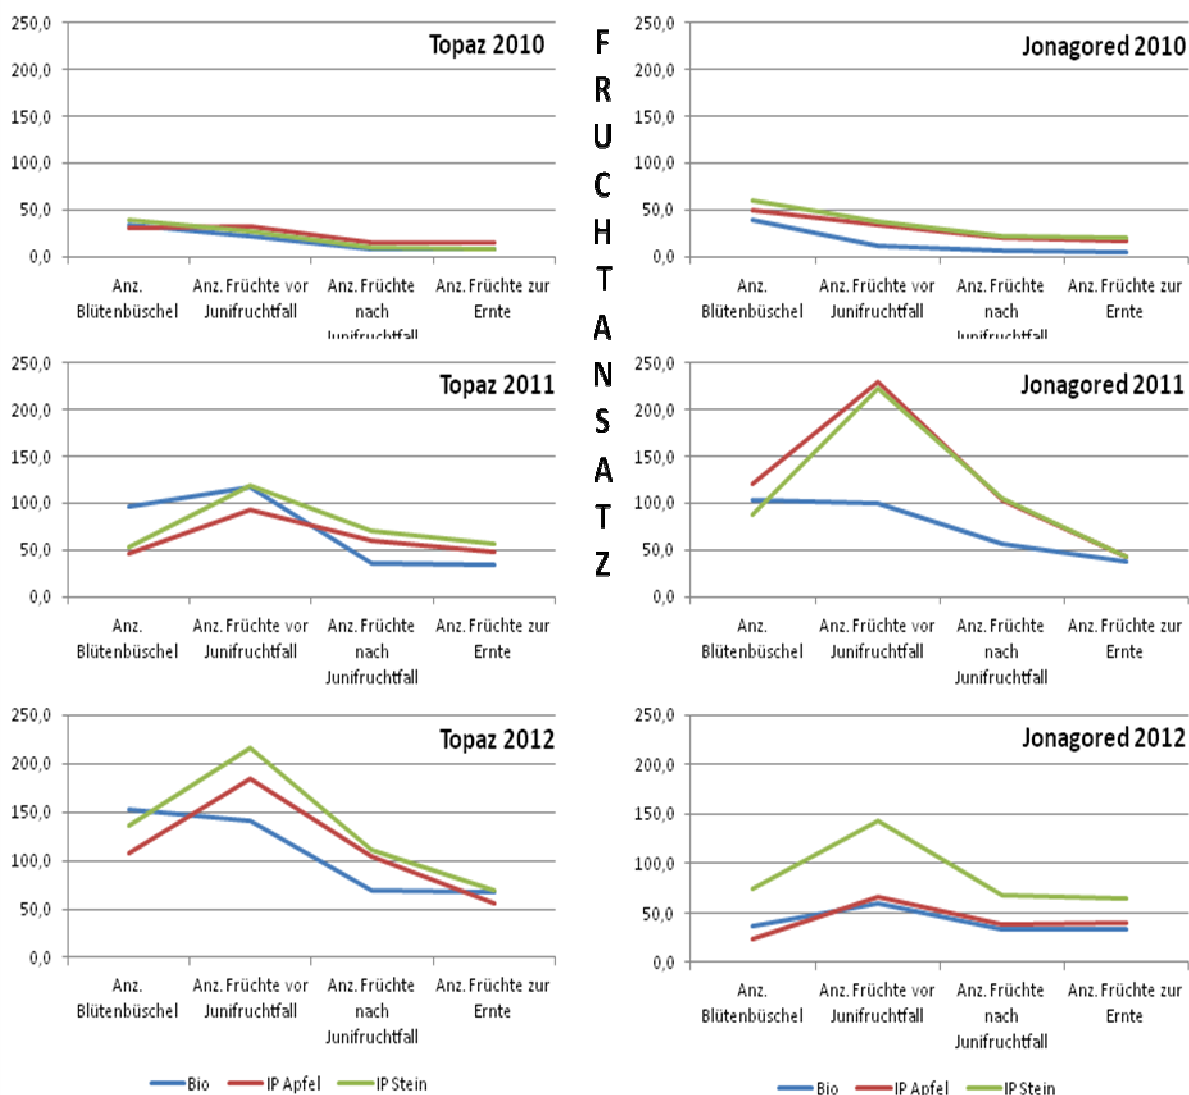 Topaz 2010
250,0
200,0
150,0
100,0
50,0
0,0
Anz. Blütenbüschel
Anz. Früchte vor Junifruchtfall
Anz. Früchte nach Junifruchtfall
Anz. Früchte zur Ernte
FRUCHTANSATZ
Jonagored 2010
250,0
200,0
150,0
100,0
50,0
0,0
Anz. Blütenbüschel
Anz. Früchte vor Junifruchtfall
Anz. Früchte nach Junifruchtfall
Anz. Früchte zur Ernte
Topaz 2011
250,0
200,0
150,0
100,0
50,0
0,0
Anz. Blütenbüschel
Anz. Früchte vor Junifruchtfall
Anz. Früchte nach Junifruchtfall
Anz. Früchte zur Ernte
Jonagored 2011
250,0
200,0
150,0
100,0
50,0
0,0
Anz. Blütenbüschel
Anz. Früchte vor Junifruchtfall
Anz. Früchte nach Junifruchtfall
Anz. Früchte zur Ernte
Topaz 2012
250,0
200,0
150,0
100,0
50,0
0,0
Anz. Blütenbüschel
Anz. Früchte vor Junifruchtfall
Anz. Früchte nach Junifruchtfall
Anz. Früchte zur Ernte
Bio IP Apfel IP Stein
Jonagored 2012
250,0
200,0
150,0
100,0
50,0
0,0
Anz. Blütenbüschel
Anz. Früchte vor Junifruchtfall
Anz. Früchte nach Junifruchtfall
Anz. Früchte zur Ernte
Bio IP Apfel IP Stein